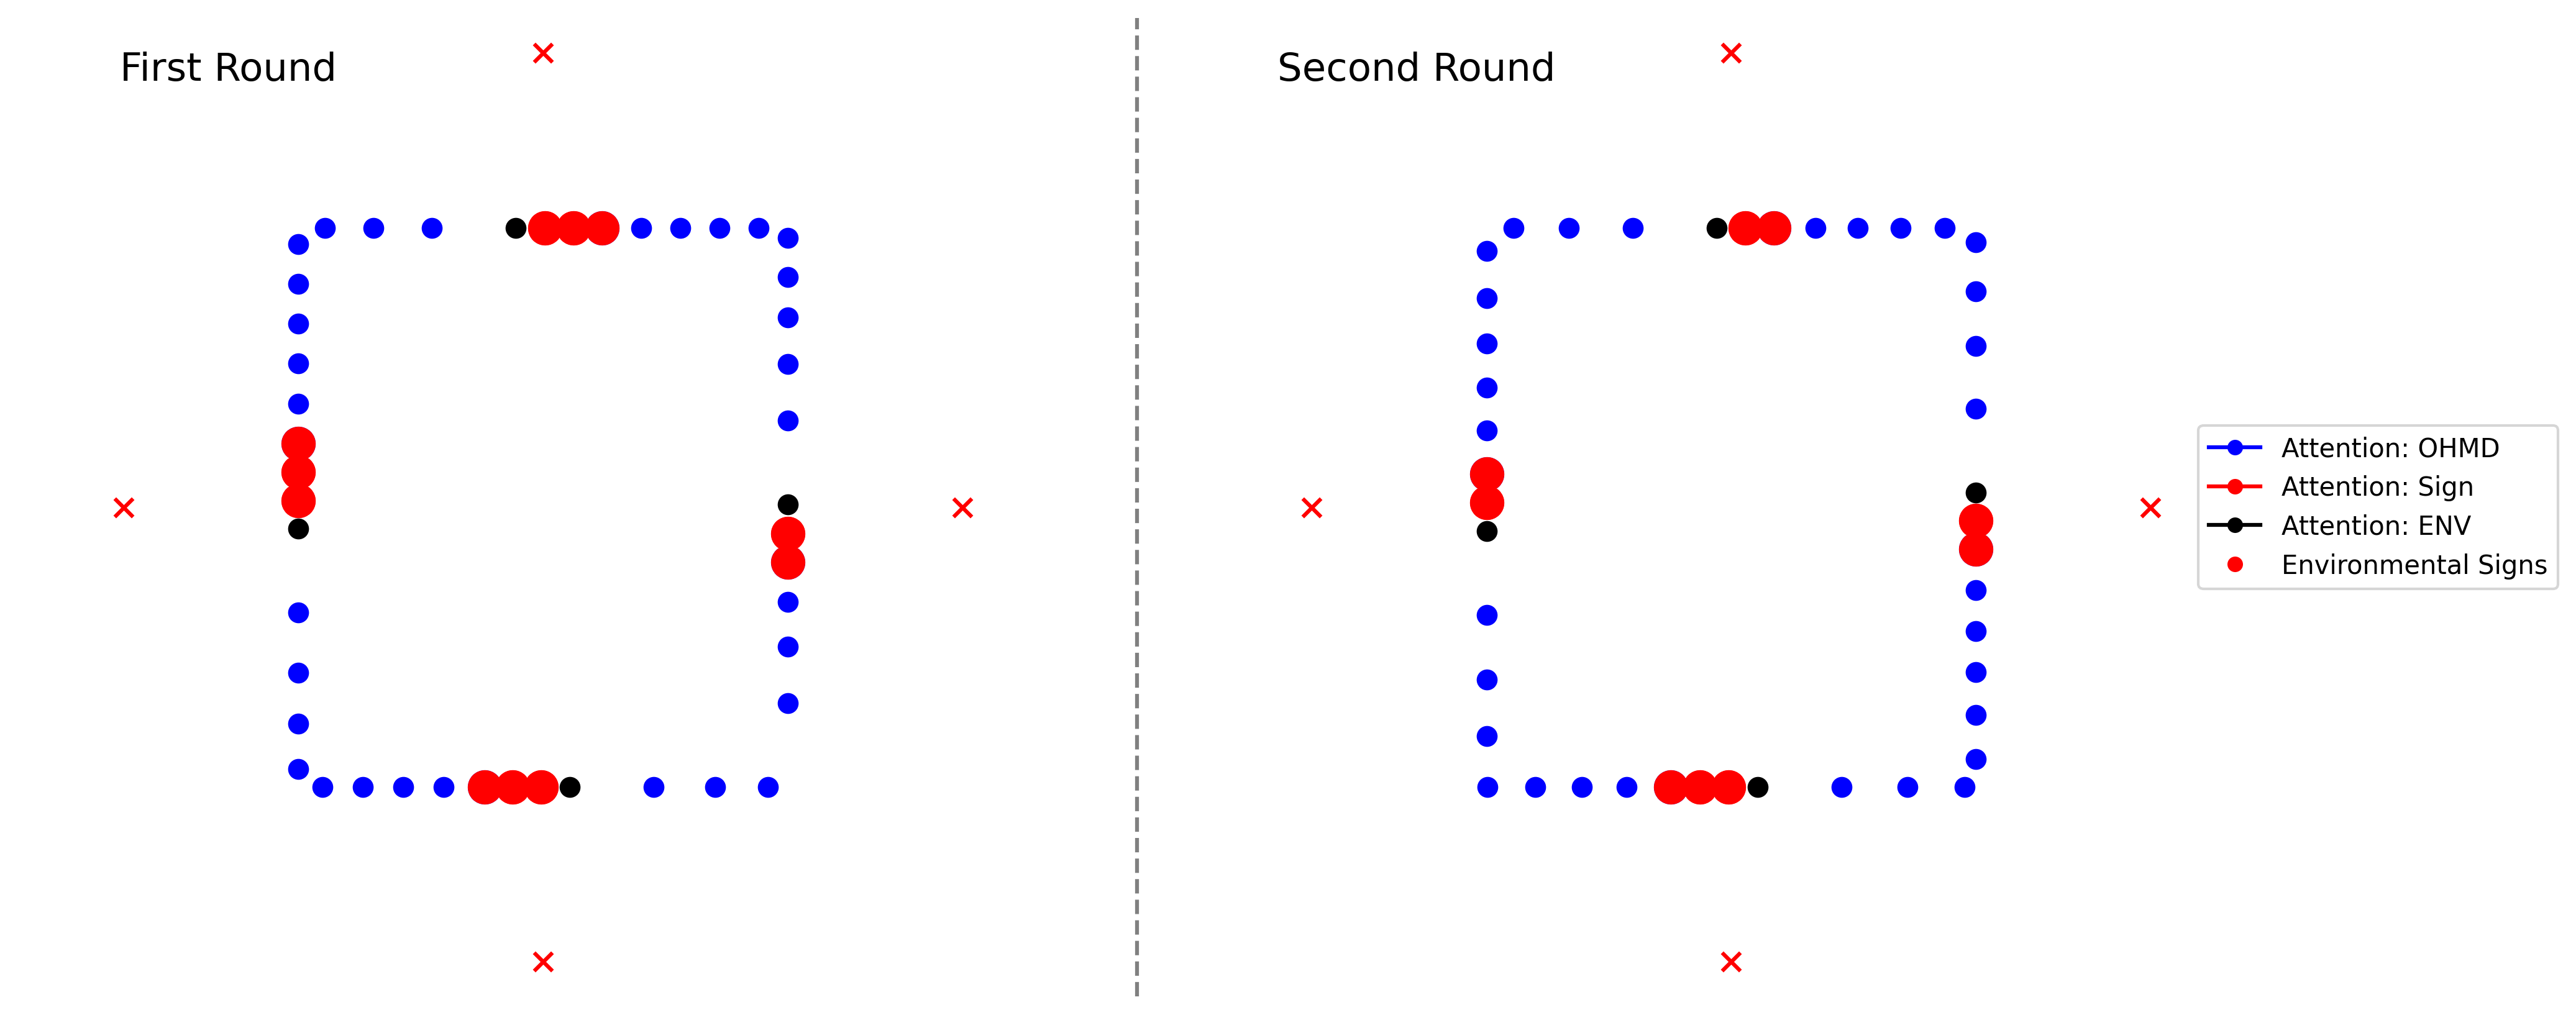 First Round
Second Round
Attention: OHMD
Attention: Sign
Attention: ENV
Environmental Signs